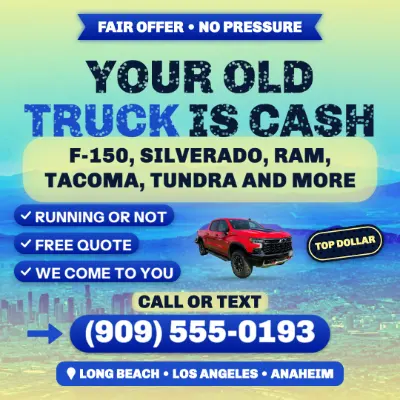 FAIR OFFER • NO PRESSURE
YOUR OLD
TRUCK IS CASH
F-150, SILVERADO, RAM,
TACOMA, TUNDRA AND MORE
RUNNING OR NOT
FREE QUOTE
WE COME TO YOU
TOP DOLLAR
CALL OR TEXT
(909) 555-0193
LONG BEACH • LOS ANGELES • ANAHEIM